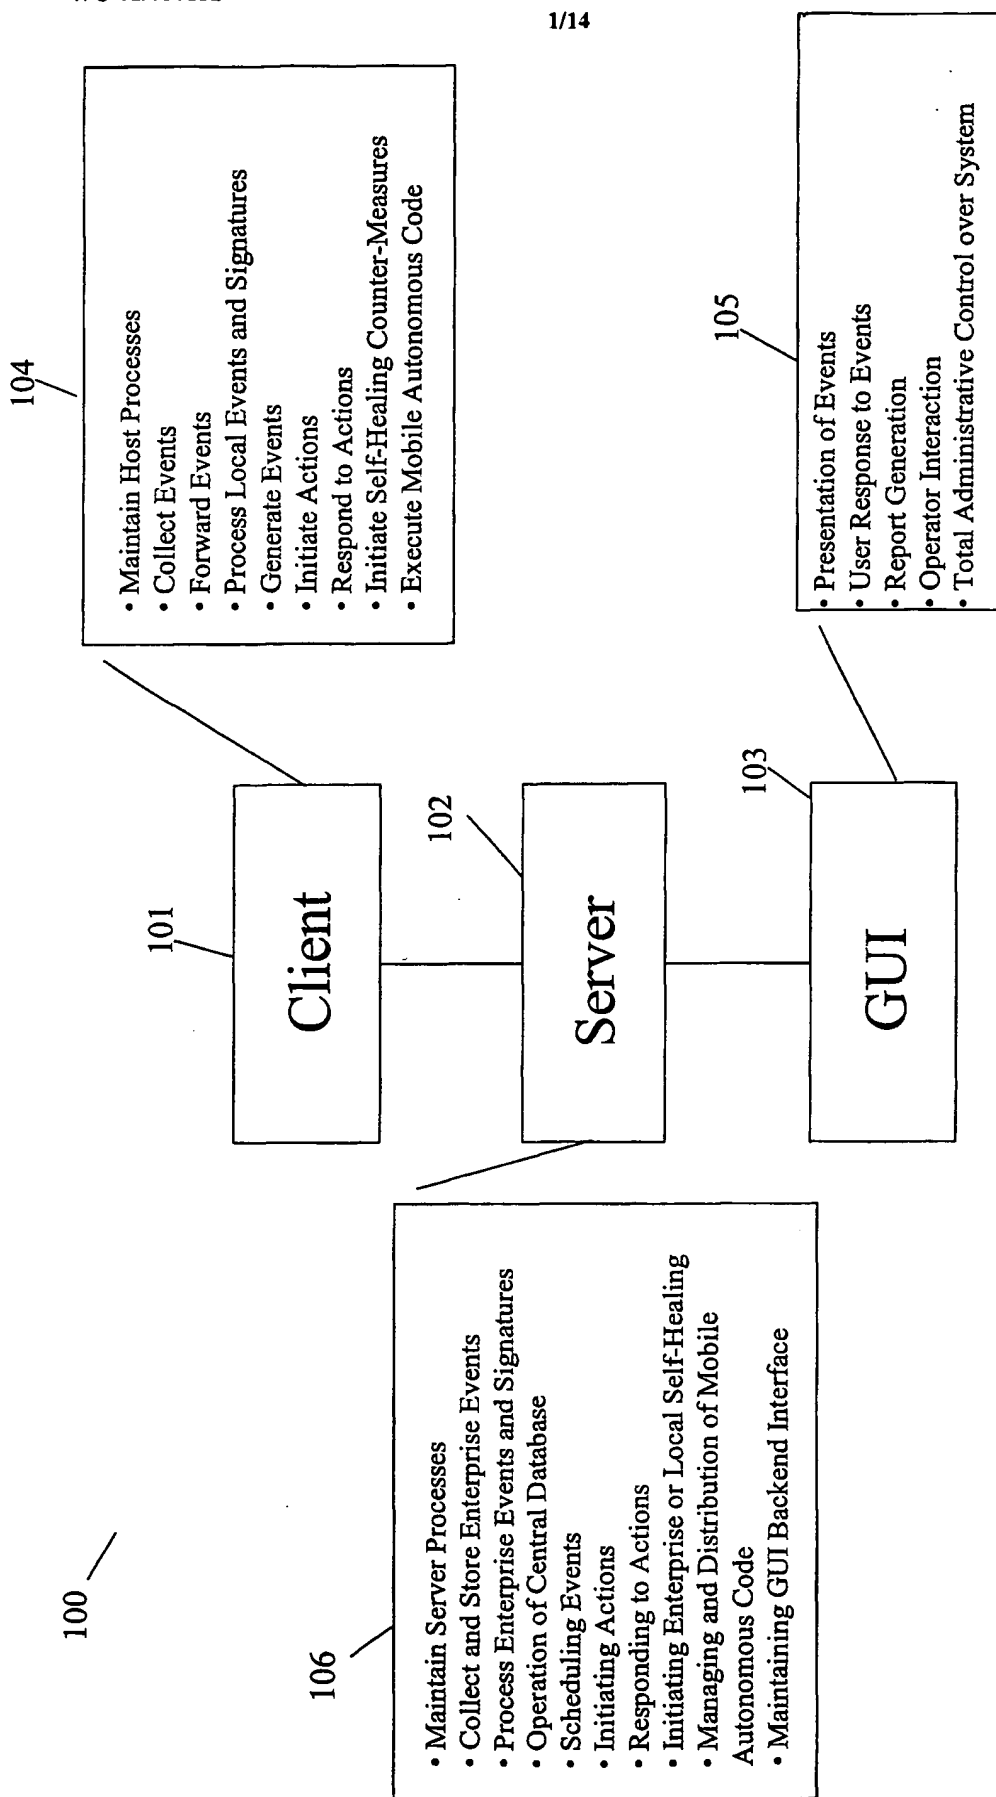 1/14
100
101
Client
102
Server
103
GUI
104
• Maintain Host Processes
• Collect Events
• Forward Events
• Process Local Events and Signatures
• Generate Events
• Initiate Actions
• Respond to Actions
• Initiate Self-Healing Counter-Measures
• Execute Mobile Autonomous Code
105
• Presentation of Events
• User Response to Events
• Report Generation
• Operator Interaction
• Total Administrative Control over System
106
• Maintain Server Processes
• Collect and Store Enterprise Events
• Process Enterprise Events and Signatures
• Operation of Central Database
• Scheduling Events
• Initiating Actions
• Responding to Actions
• Initiating Enterprise or Local Self-Healing
• Managing and Distribution of Mobile
Autonomous Code
• Maintaining GUI Backend Interface